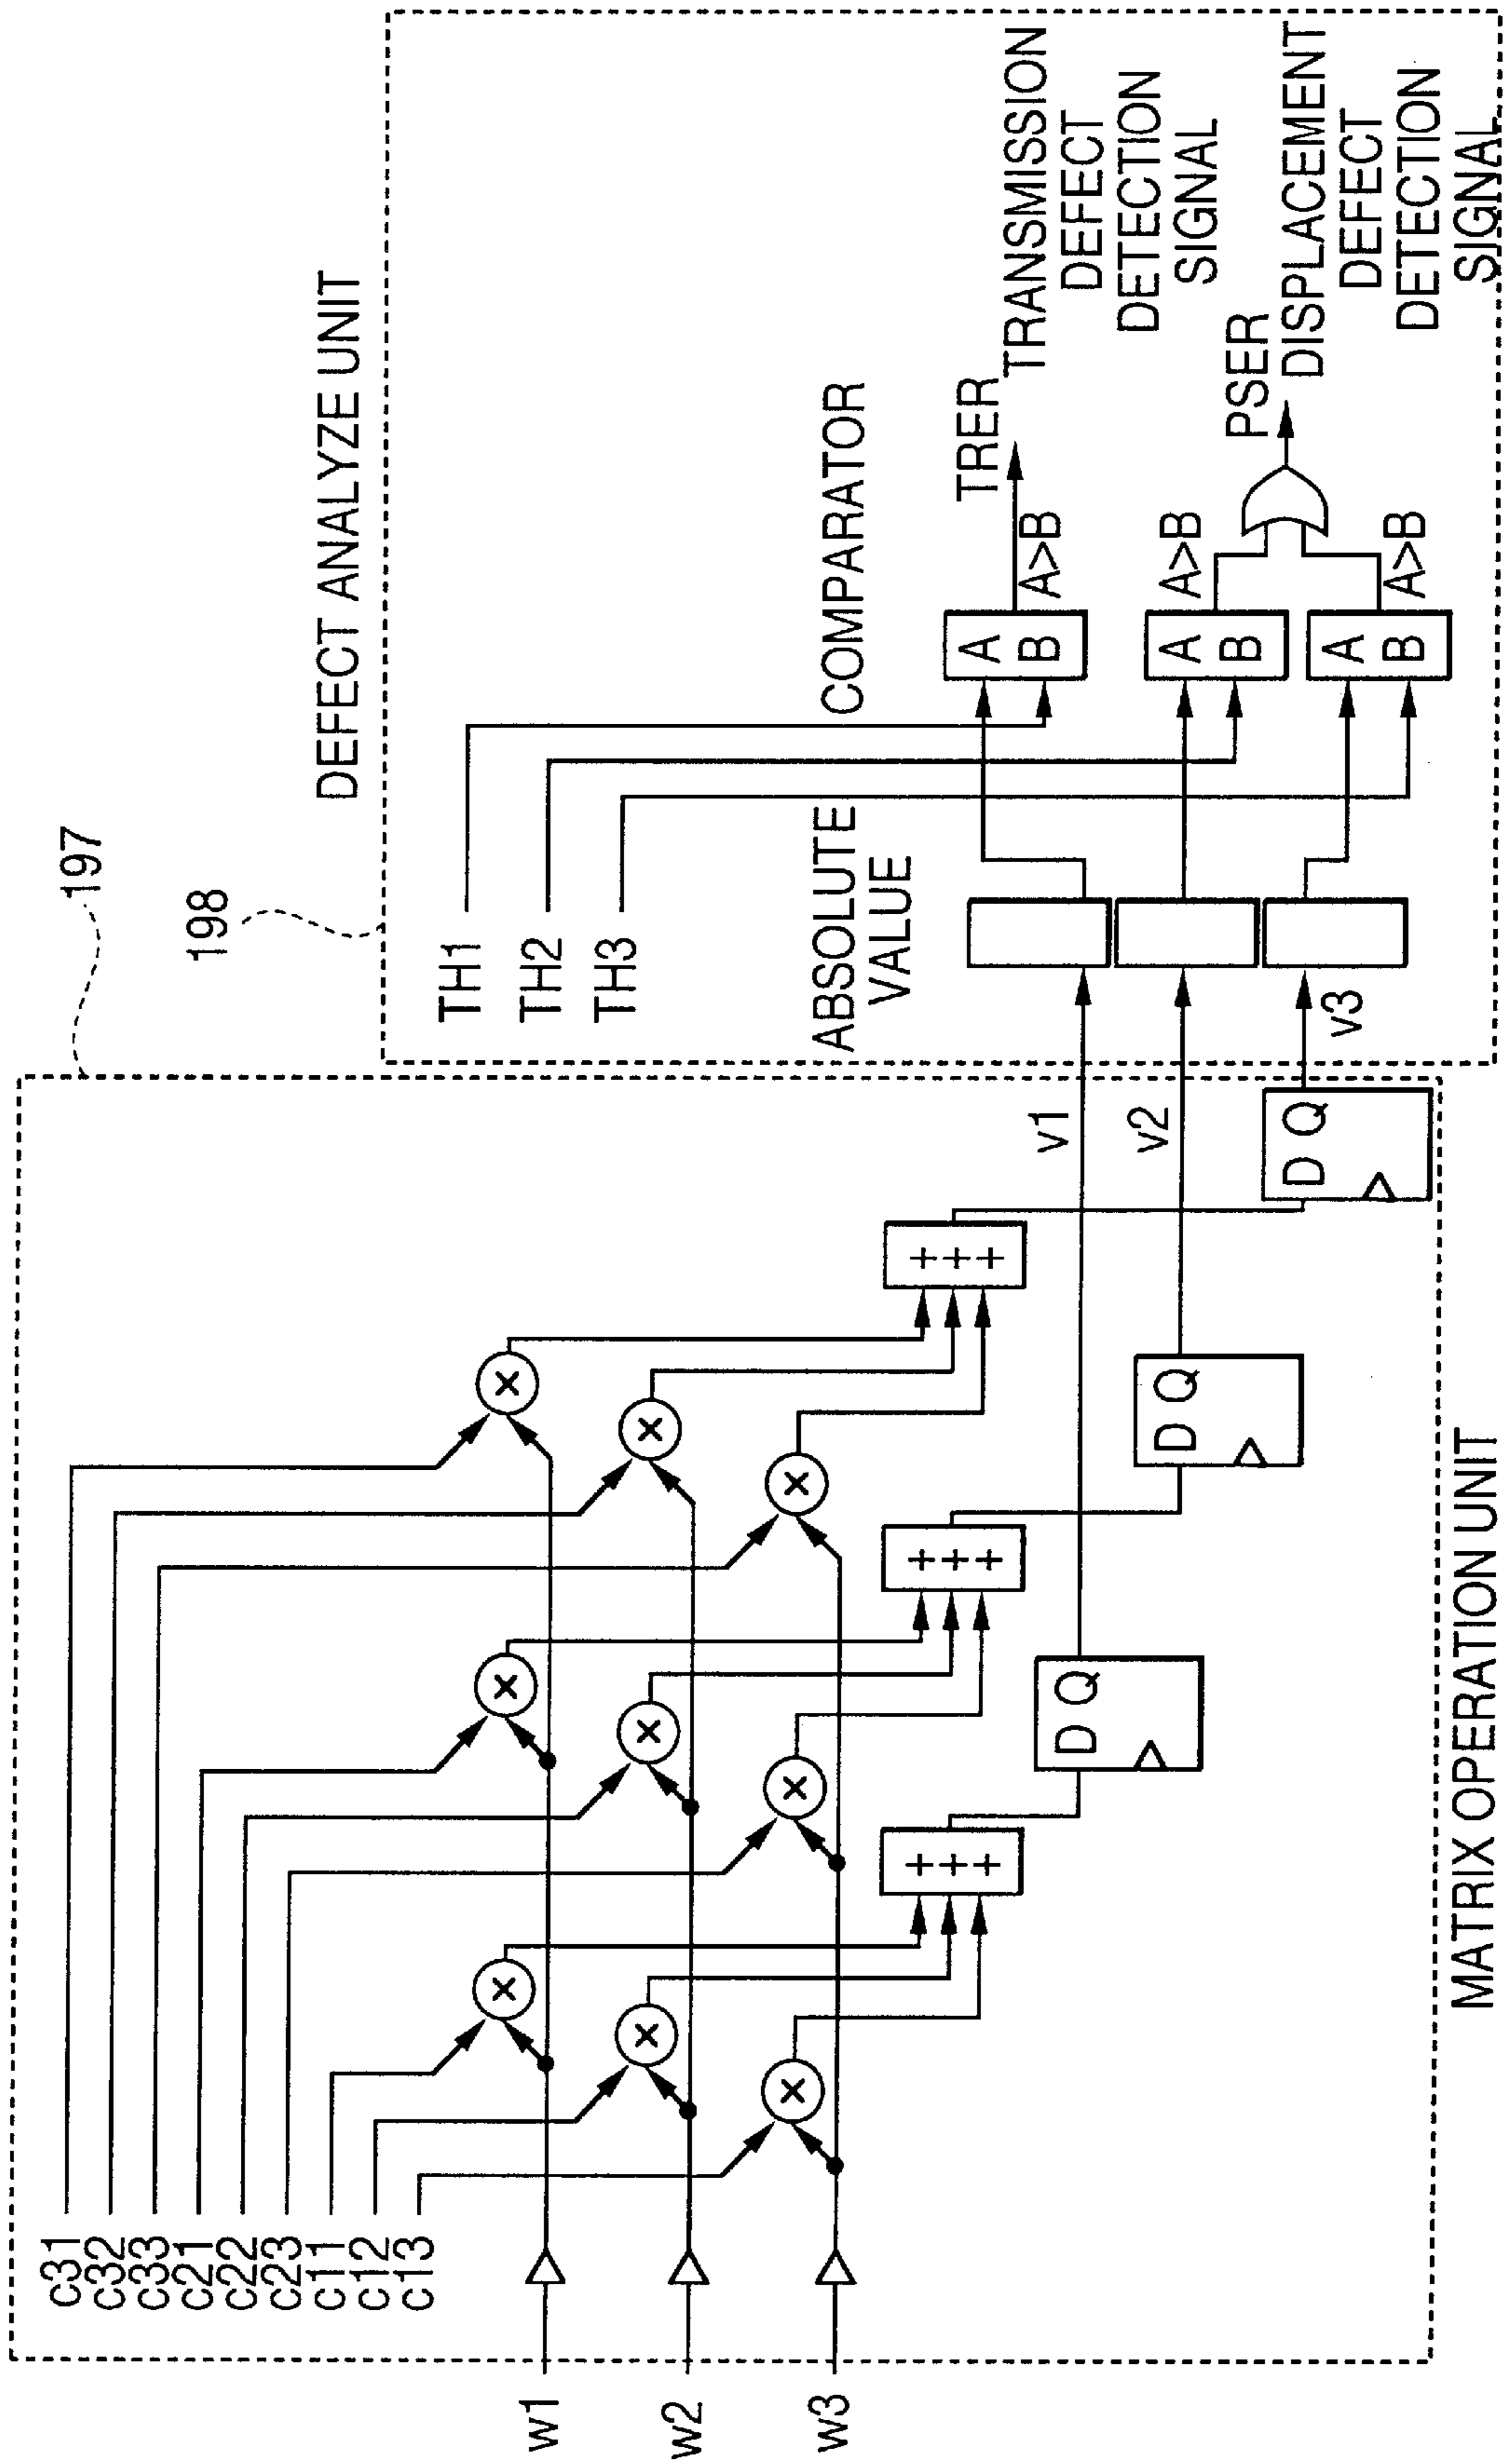 197
198
DEFECT ANALYZE UNIT
c31
c32
c33
c21
c22
c23
c11
c12
c13
w1
w2
w3
×
×
×
×
×
×
×
×
×
+++
+++
+++
D Q
D Q
D Q
v1
v2
v3
MATRIX OPERATION UNIT
TH1
TH2
TH3
ABSOLUTE
VALUE
COMPARATOR
A
B
A>B
A
B
A>B
A
B
A>B
TRER
TRANSMISSION
DEFECT
DETECTION
SIGNAL
PSER
DISPLACEMENT
DEFECT
DETECTION
SIGNAL